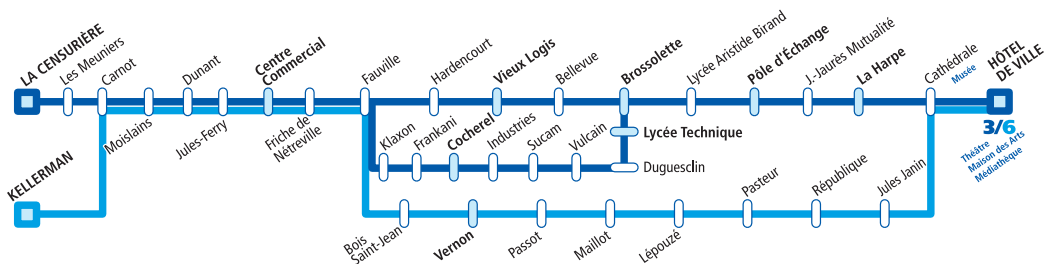 LA CENSURIÈRE
Les Meuniers
Carnot
Moislains
Dunant
Jules-Ferry
Centre
Commercial
Friche de
Nétreville
Fauville
Hardencourt
Vieux Logis
Bellevue
Brossolette
Lycée Aristide Birand
Pôle d'Échange
J.-Jaurès Mutualité
La Harpe
Cathédrale
Musée
HÔTEL
DE VILLE
3/6
Théâtre
Maison des Arts
Médiathèque
Klaxon
Frankani
Cocherel
Industries
Sucam
Vulcain
Lycée Technique
Duguesclin
KELLERMAN
Bois
Saint-Jean
Vernon
Passot
Maillot
Lépouzé
Pasteur
République
Jules Janin